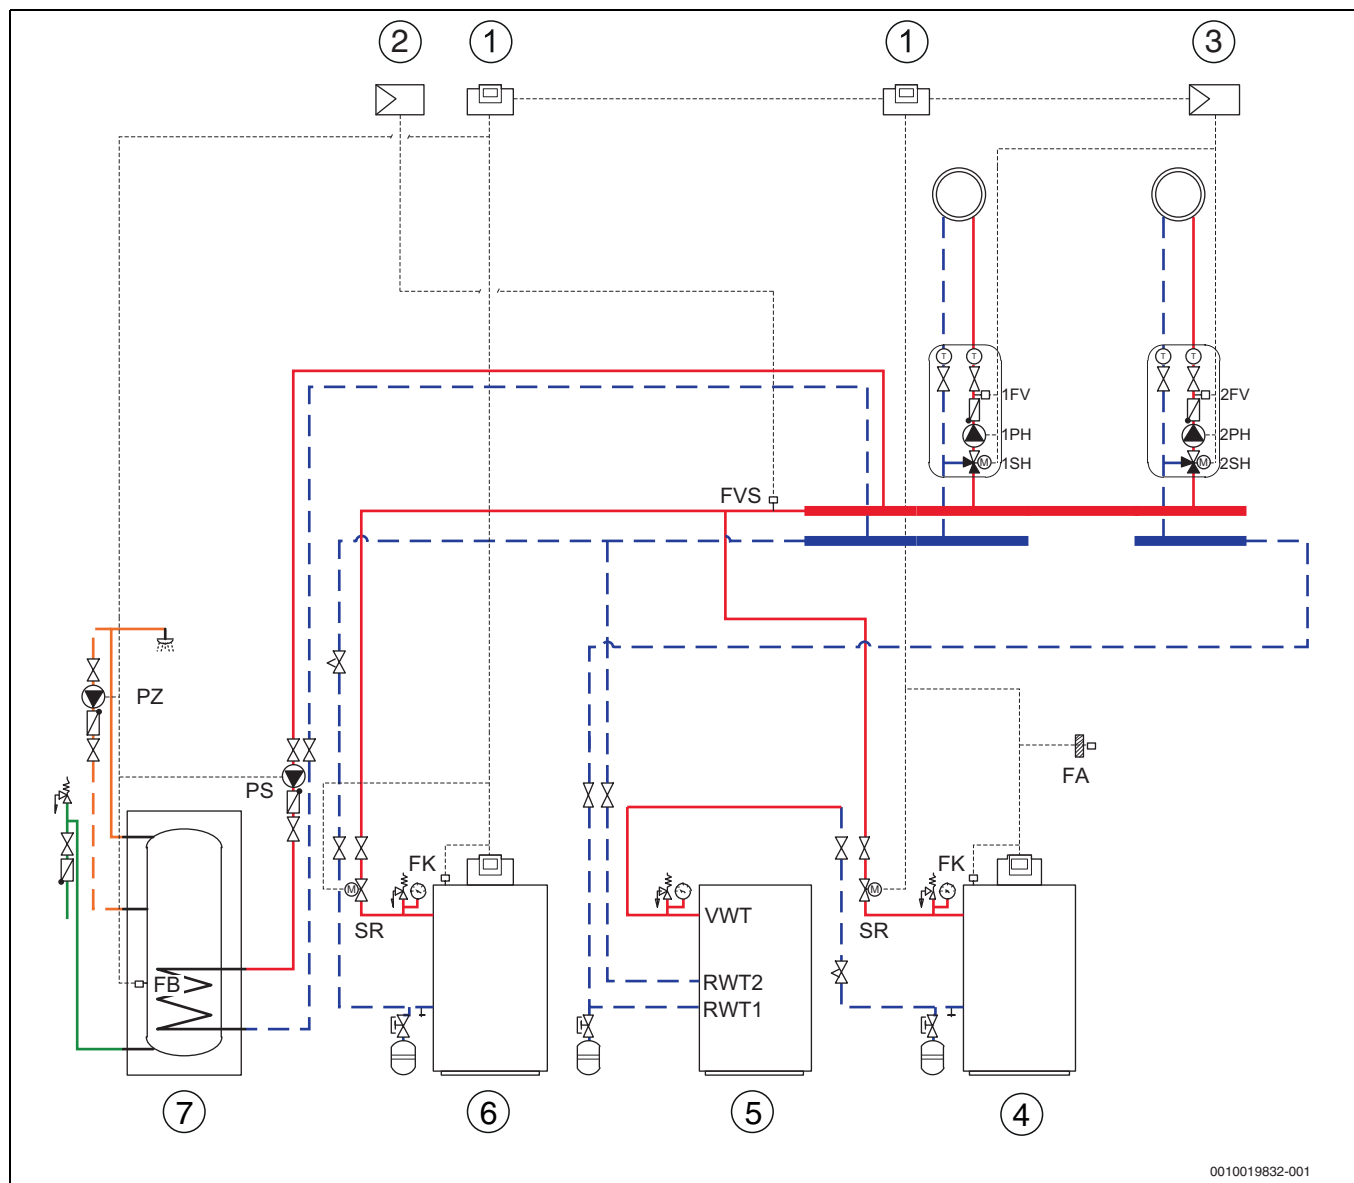 2 1 1 3
T T T T
1FV 2FV
1PH 2PH
M 1SH M 2SH
FVS
PZ
FA
PS
FK FK
M M
VWT
SR SR
RWT2
FB
RWT1
7 6 5 4
0010019832-001